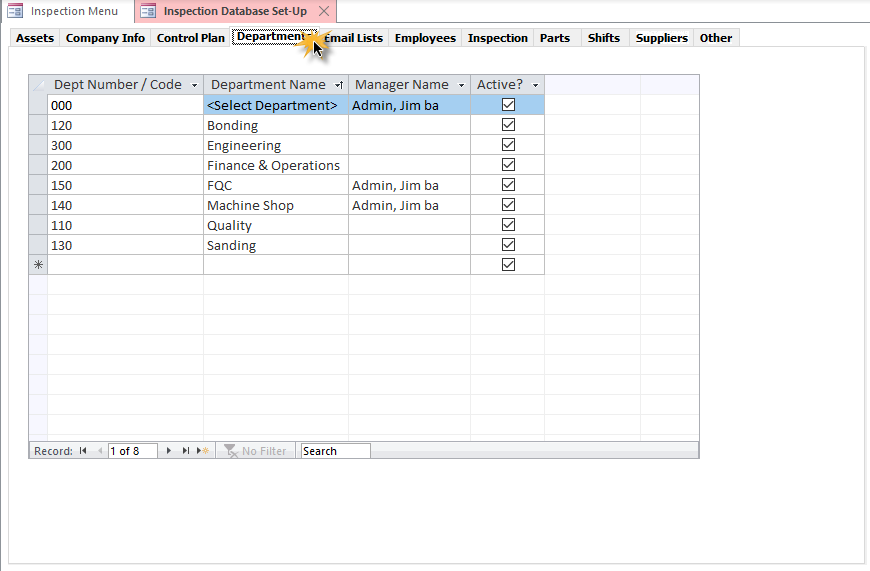 Inspection Menu Inspection Database Set-Up
Assets Company Info Control Plan Department Email Lists Employees Inspection Parts Shifts Suppliers Other
Dept Number / Code Department Name Manager Name Active?
000 <Select Department> Admin, Jim ba
120 Bonding
300 Engineering
200 Finance & Operations
150 FQC Admin, Jim ba
140 Machine Shop Admin, Jim ba
110 Quality
130 Sanding
Record: 1 of 8 No Filter Search